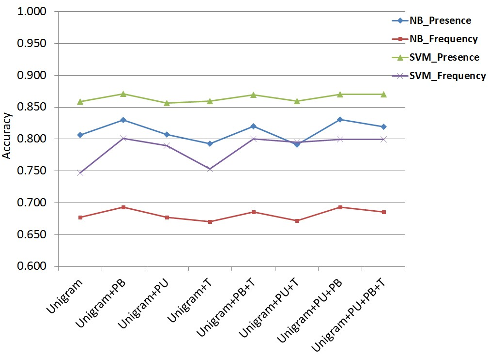 1.000
0.950
0.900
0.850
0.800
0.750
0.700
0.650
0.600
Accuracy
NB_Presence
NB_Frequency
SVM_Presence
SVM_Frequency
Unigram
Unigram+PB
Unigram+PU
Unigram+T
Unigram+PB+T
Unigram+PU+T
Unigram+PU+PB
Unigram+PU+PB+T